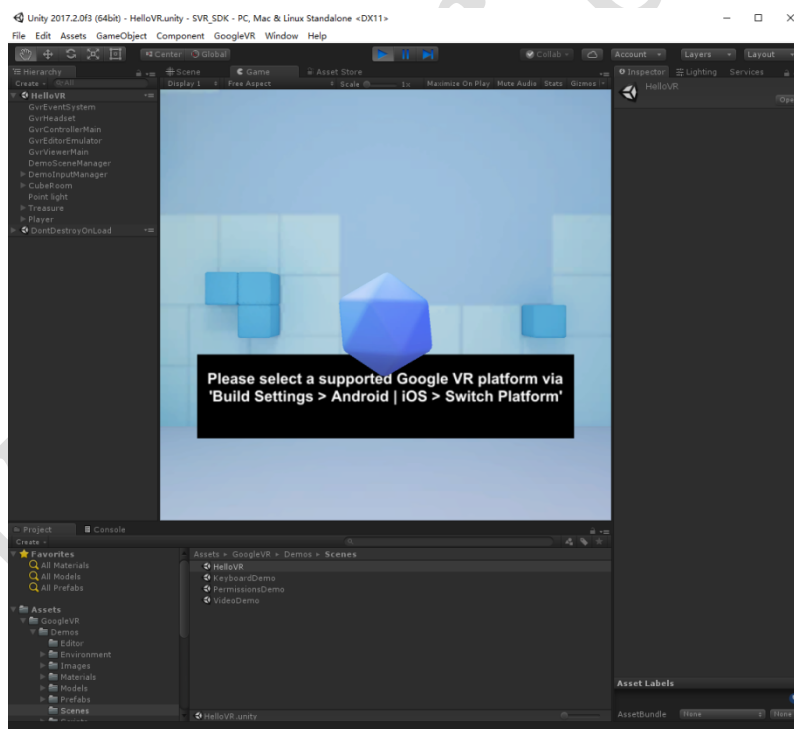 Unity 2017.2.0f3 (64bit) - HelloVR.unity - SVR_SDK - PC, Mac & Linux Standalone <DX11>
File Edit Assets GameObject Component GoogleVR Window Help
Center Global Collab Account Layers Layout
Hierarchy Scene Game Asset Store Inspector Lighting Services
Create All Display 1 Free Aspect Scale 1x Maximize On Play Mute Audio Stats Gizmos
HelloVR
HelloVR
GvrEventSystem
GvrHeadset
GvrControllerMain
GvrEditorEmulator
GvrViewerMain
DemoSceneManager
DemoInputManager
CubeRoom
Point light
Treasure
Player
DontDestroyOnLoad
Please select a supported Google VR platform via
'Build Settings > Android | iOS > Switch Platform'
Project Console
Create
Favorites
All Materials
All Models
All Prefabs
Assets
GoogleVR
Demos
Editor
Environment
Images
Materials
Models
Prefabs
Scenes
Assets ▸ GoogleVR ▸ Demos ▸ Scenes
HelloVR
KeyboardDemo
PermissionsDemo
VideoDemo
HelloVR.unity
Asset Labels
AssetBundle None None